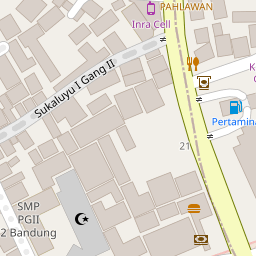 PAHLAWAN
Inra Cell
Sukaluyu I Gang II
Pertamina
21
SMP
PGII
2 Bandung